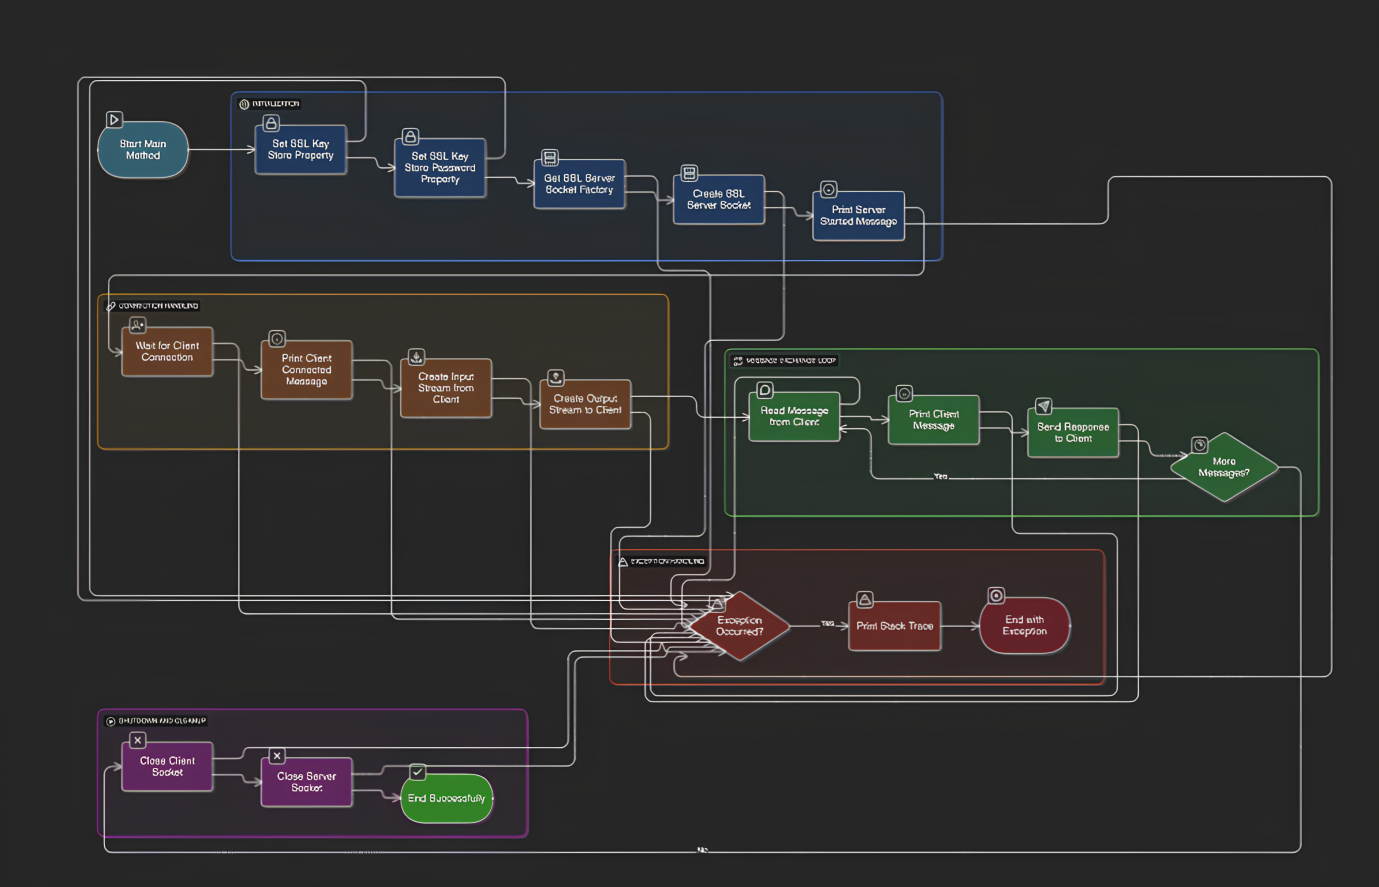 INITIALIZATION
Start Main
Method
Set SSL Key
Store Property
Set SSL Key
Store Password
Property
Get SSL Server
Socket Factory
Create SSL
Server Socket
Print Server
Started Message
CONNECTION HANDLING
Wait for Client
Connection
Print Client
Connected
Message
Create Input
Stream from
Client
Create Output
Stream to Client
MESSAGE EXCHANGE LOOP
Read Message
from Client
Print Client
Message
Send Response
to Client
More
Messages?
Yes
EXCEPTION HANDLING
Exception
Occurred?
Yes
Print Stack Trace
End with
Exception
SHUTDOWN AND CLEANUP
Close Client
Socket
Close Server
Socket
End Successfully
No